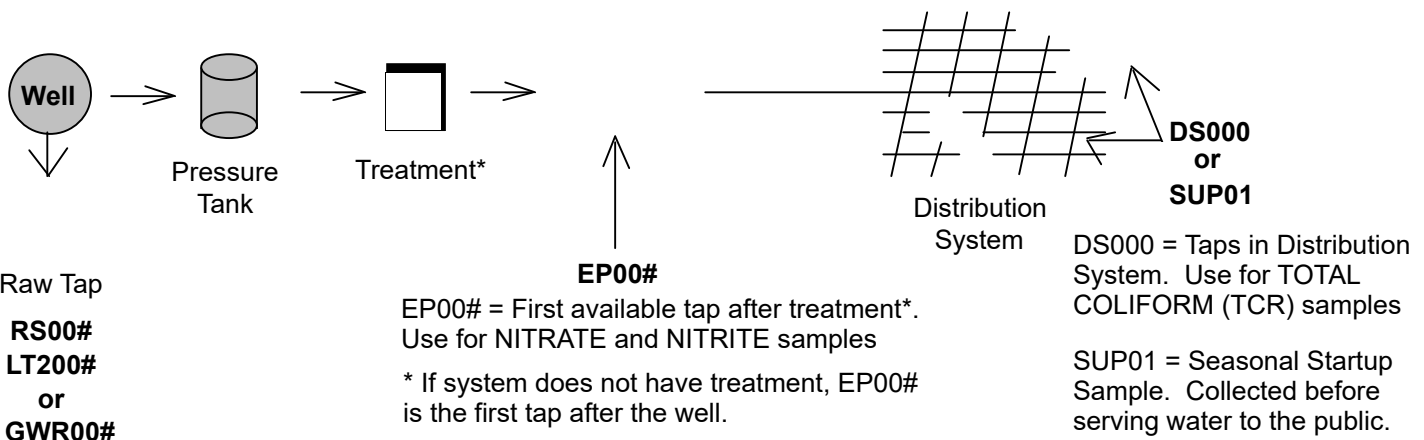 Well
Pressure
Tank
Treatment*
Distribution
System
DS000
or
SUP01
Raw Tap
RS00#
LT200#
or
GWR00#
EP00#
EP00# = First available tap after treatment*.
Use for NITRATE and NITRITE samples
* If system does not have treatment, EP00#
is the first tap after the well.
DS000 = Taps in Distribution
System.  Use for TOTAL
COLIFORM (TCR) samples
SUP01 = Seasonal Startup
Sample.  Collected before
serving water to the public.